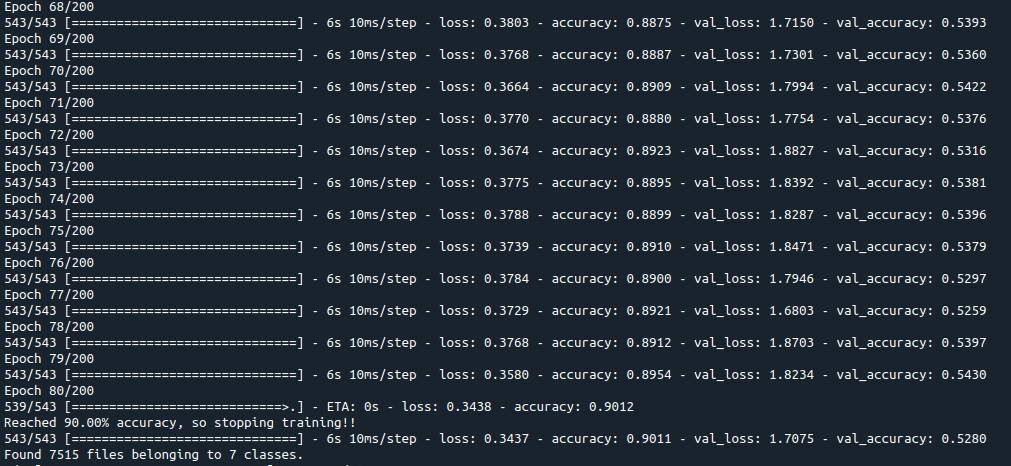 Epoch 68/200
543/543 [==============================] - 6s 10ms/step - loss: 0.3803 - accuracy: 0.8875 - val_loss: 1.7150 - val_accuracy: 0.5393
Epoch 69/200
543/543 [==============================] - 6s 10ms/step - loss: 0.3768 - accuracy: 0.8887 - val_loss: 1.7301 - val_accuracy: 0.5360
Epoch 70/200
543/543 [==============================] - 6s 10ms/step - loss: 0.3664 - accuracy: 0.8909 - val_loss: 1.7994 - val_accuracy: 0.5422
Epoch 71/200
543/543 [==============================] - 6s 10ms/step - loss: 0.3770 - accuracy: 0.8880 - val_loss: 1.7754 - val_accuracy: 0.5376
Epoch 72/200
543/543 [==============================] - 6s 10ms/step - loss: 0.3674 - accuracy: 0.8923 - val_loss: 1.8827 - val_accuracy: 0.5316
Epoch 73/200
543/543 [==============================] - 6s 10ms/step - loss: 0.3775 - accuracy: 0.8895 - val_loss: 1.8392 - val_accuracy: 0.5381
Epoch 74/200
543/543 [==============================] - 6s 10ms/step - loss: 0.3788 - accuracy: 0.8899 - val_loss: 1.8287 - val_accuracy: 0.5396
Epoch 75/200
543/543 [==============================] - 6s 10ms/step - loss: 0.3739 - accuracy: 0.8910 - val_loss: 1.8471 - val_accuracy: 0.5379
Epoch 76/200
543/543 [==============================] - 6s 10ms/step - loss: 0.3784 - accuracy: 0.8900 - val_loss: 1.7946 - val_accuracy: 0.5297
Epoch 77/200
543/543 [==============================] - 6s 10ms/step - loss: 0.3729 - accuracy: 0.8921 - val_loss: 1.6803 - val_accuracy: 0.5259
Epoch 78/200
543/543 [==============================] - 6s 10ms/step - loss: 0.3768 - accuracy: 0.8912 - val_loss: 1.8703 - val_accuracy: 0.5397
Epoch 79/200
543/543 [==============================] - 6s 10ms/step - loss: 0.3580 - accuracy: 0.8954 - val_loss: 1.8234 - val_accuracy: 0.5430
Epoch 80/200
539/543 [============================>.] - ETA: 0s - loss: 0.3438 - accuracy: 0.9012
Reached 90.00% accuracy, so stopping training!!
543/543 [==============================] - 6s 10ms/step - loss: 0.3437 - accuracy: 0.9011 - val_loss: 1.7075 - val_accuracy: 0.5280
Found 7515 files belonging to 7 classes.